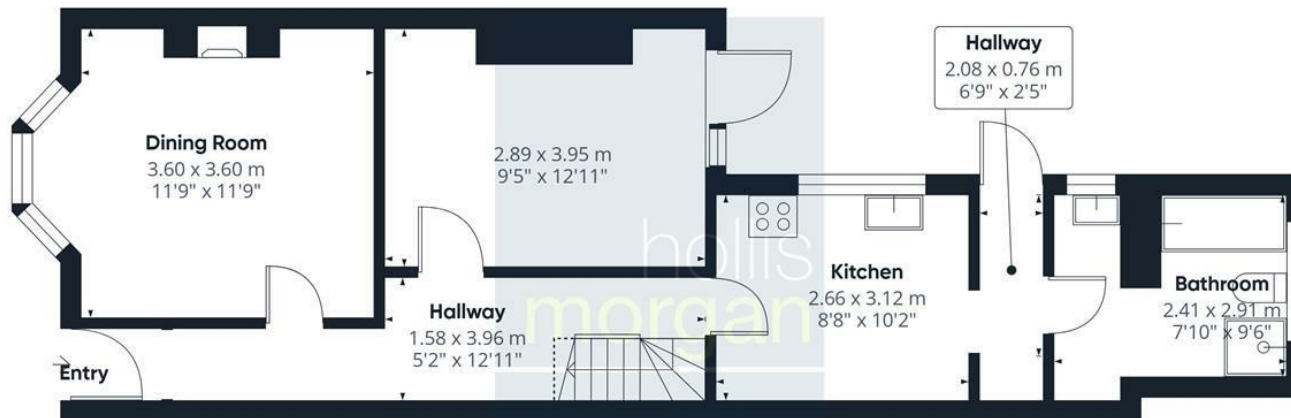 Dining Room
3.60 x 3.60 m
11'9" x 11'9"
2.89 x 3.95 m
9'5" x 12'11"
Hallway
2.08 x 0.76 m
6'9" x 2'5"
hollis
morgan
Kitchen
2.66 x 3.12 m
8'8" x 10'2"
Bathroom
2.41 x 2.91 m
7'10" x 9'6"
Hallway
1.58 x 3.96 m
5'2" x 12'11"
Entry